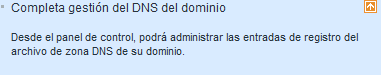 Completa gestión del DNS del dominio
Desde el panel de control, podrá administrar las entradas de registro del
archivo de zona DNS de su dominio.